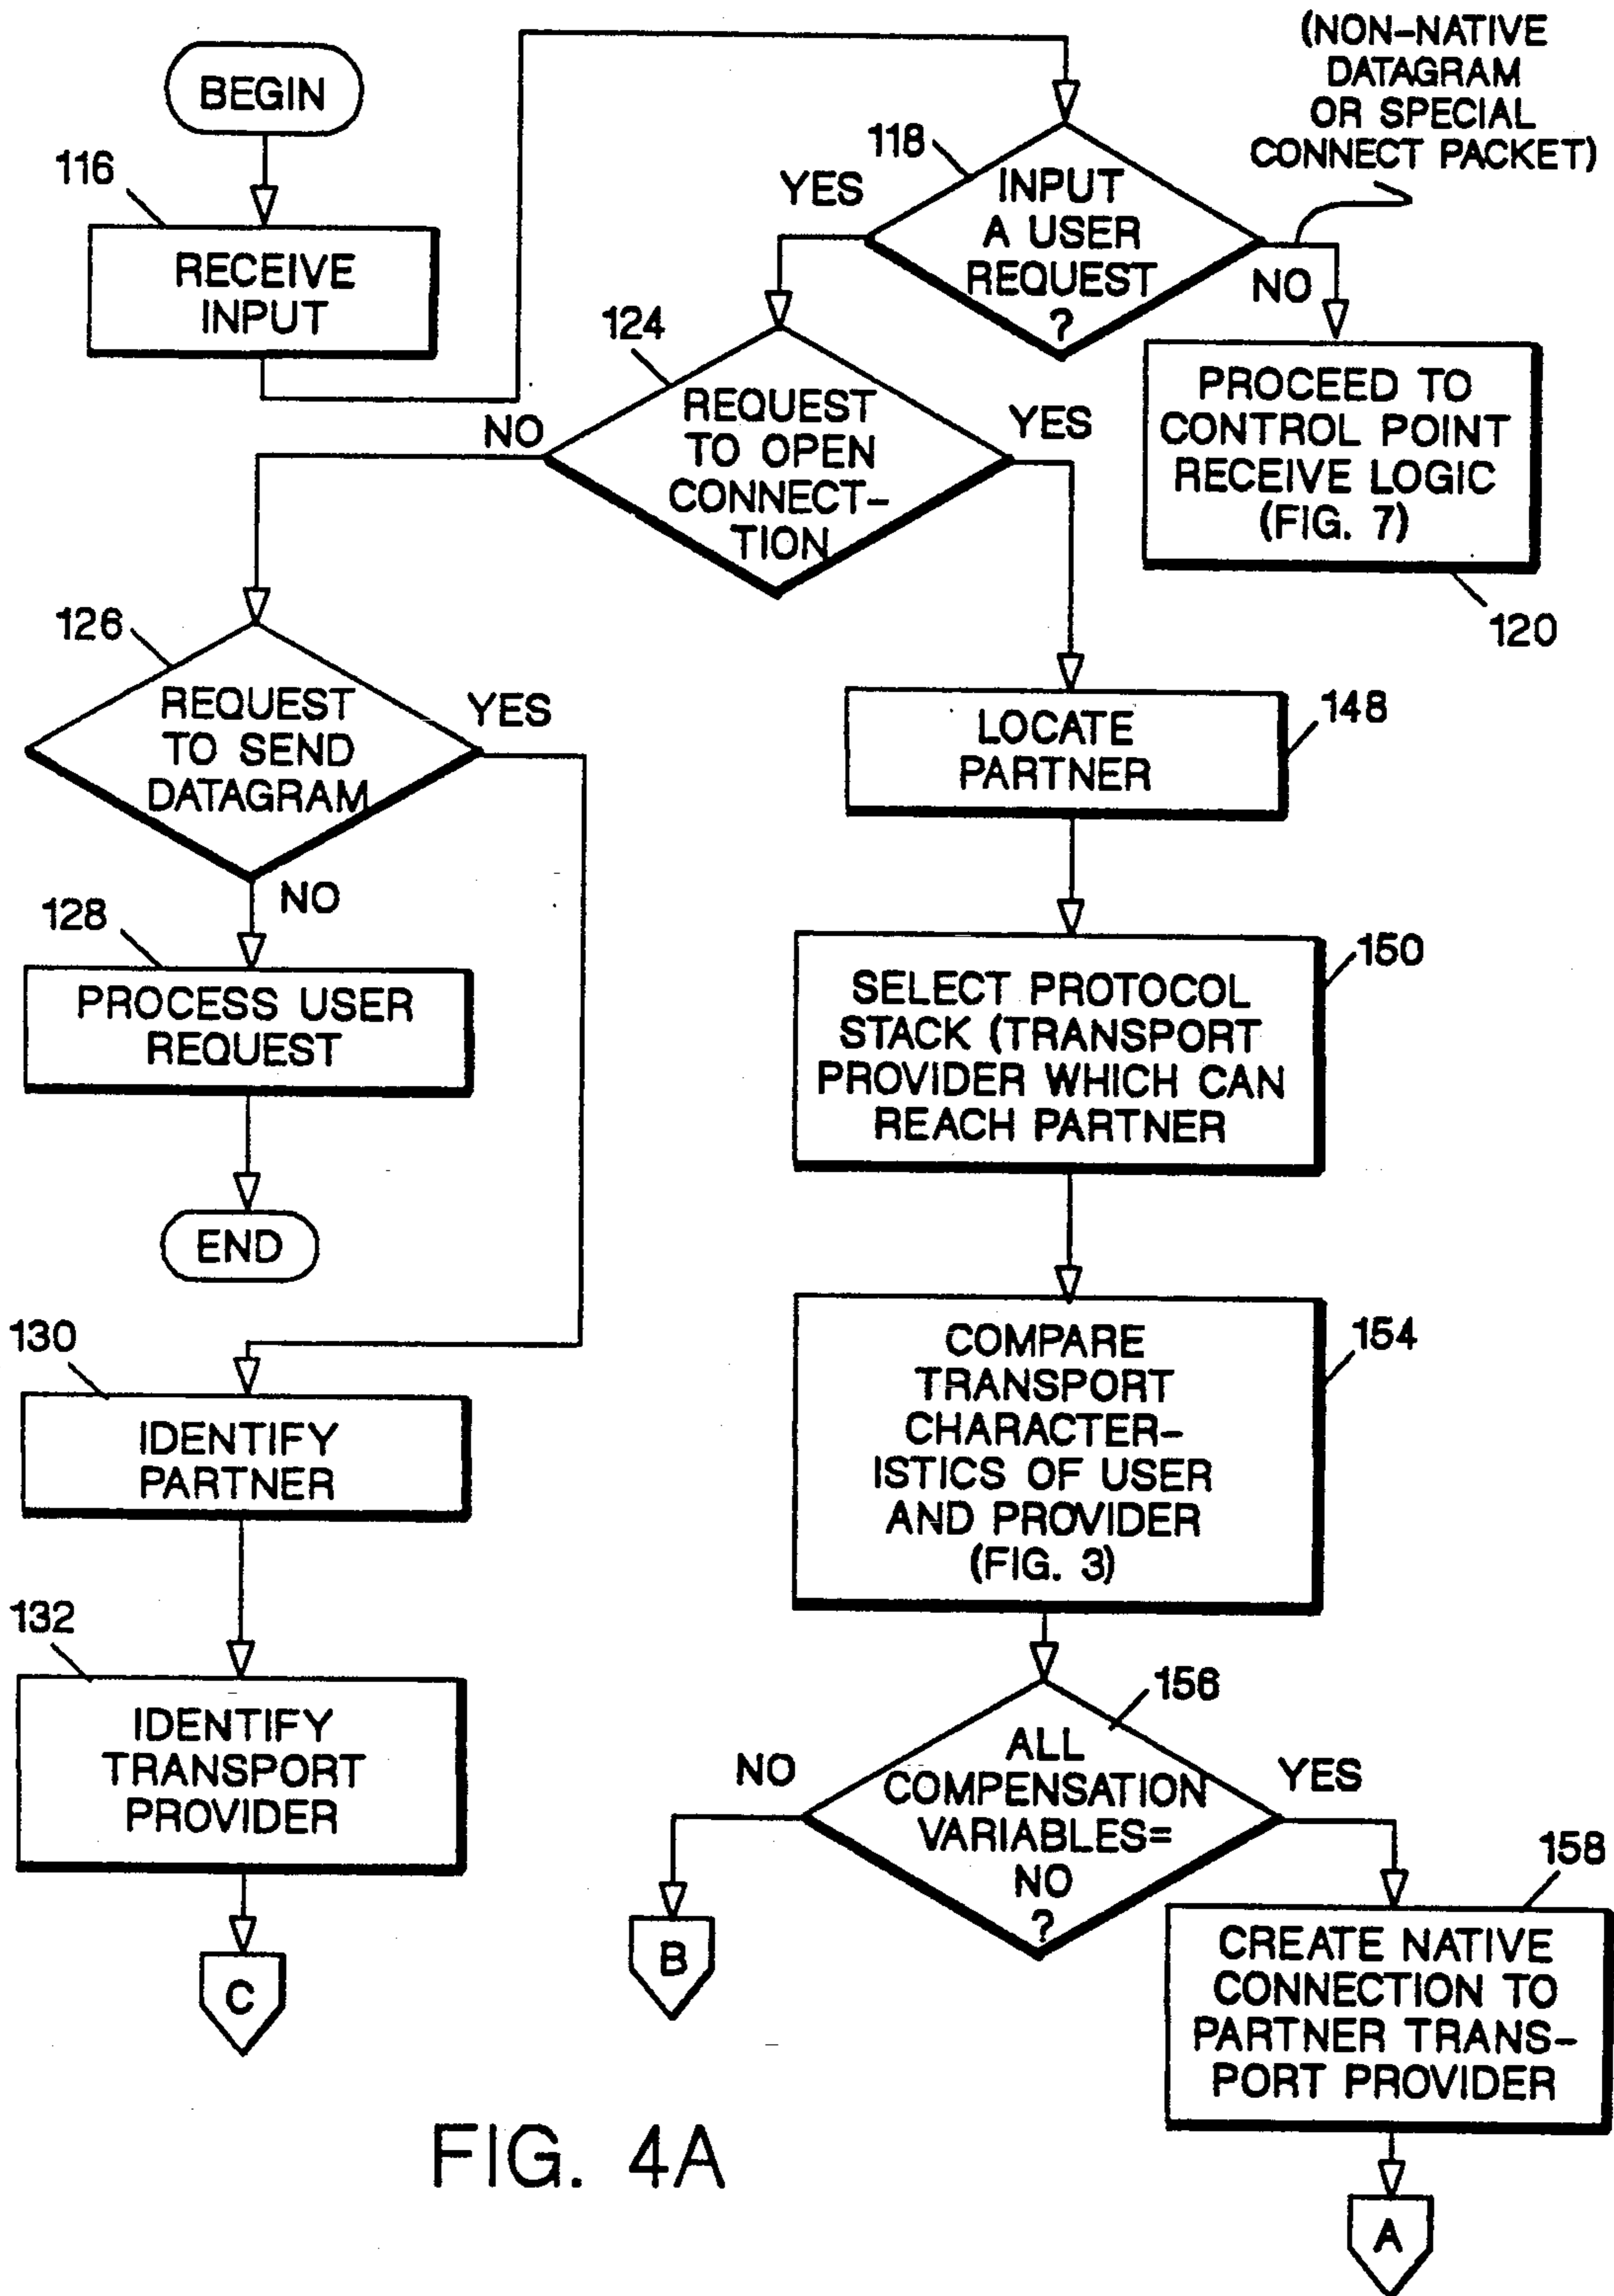 BEGIN
116
RECEIVE
INPUT
(NON-NATIVE
DATAGRAM
OR SPECIAL
CONNECT PACKET)
118
YES
INPUT
A USER
REQUEST
?
NO
PROCEED TO
CONTROL POINT
RECEIVE LOGIC
(FIG. 7)
120
124
NO
REQUEST
TO OPEN
CONNECT-
TION
YES
126
REQUEST
TO SEND
DATAGRAM
YES
NO
128
PROCESS USER
REQUEST
END
130
IDENTIFY
PARTNER
132
IDENTIFY
TRANSPORT
PROVIDER
C
LOCATE
PARTNER
148
SELECT PROTOCOL
STACK (TRANSPORT
PROVIDER WHICH CAN
REACH PARTNER
150
COMPARE
TRANSPORT
CHARACTER-
ISTICS OF USER
AND PROVIDER
(FIG. 3)
154
156
NO
ALL
COMPENSATION
VARIABLES=
NO
?
YES
B
158
CREATE NATIVE
CONNECTION TO
PARTNER TRANS-
PORT PROVIDER
A
FIG. 4A